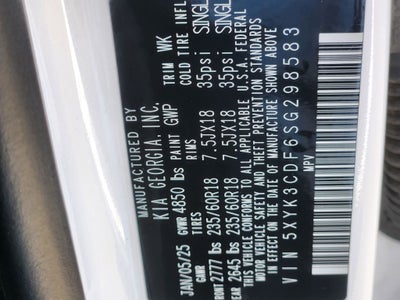 MANUFACTURED BY
KIA GEORGIA, INC.
JAN/05/25 GVWR 4850 lbs PAINT GWP TRIM WK
GAWR TIRES RIMS COLD TIRE INFL
FRONT 2777 lbs 235/60R18 7.5JX18 35psi SINGL
REAR 2645 lbs 235/60R18 7.5JX18 35psi SINGL
THIS VEHICLE CONFORMS TO ALL APPLICABLE U.S.A. FEDERAL
MOTOR VEHICLE SAFETY THEFT PREVENTION STANDARDS
IN EFFECT ON THE DATE OF MANUFACTURE SHOWN ABOVE
VIN 5XYK3CDF6SG298583
MPV